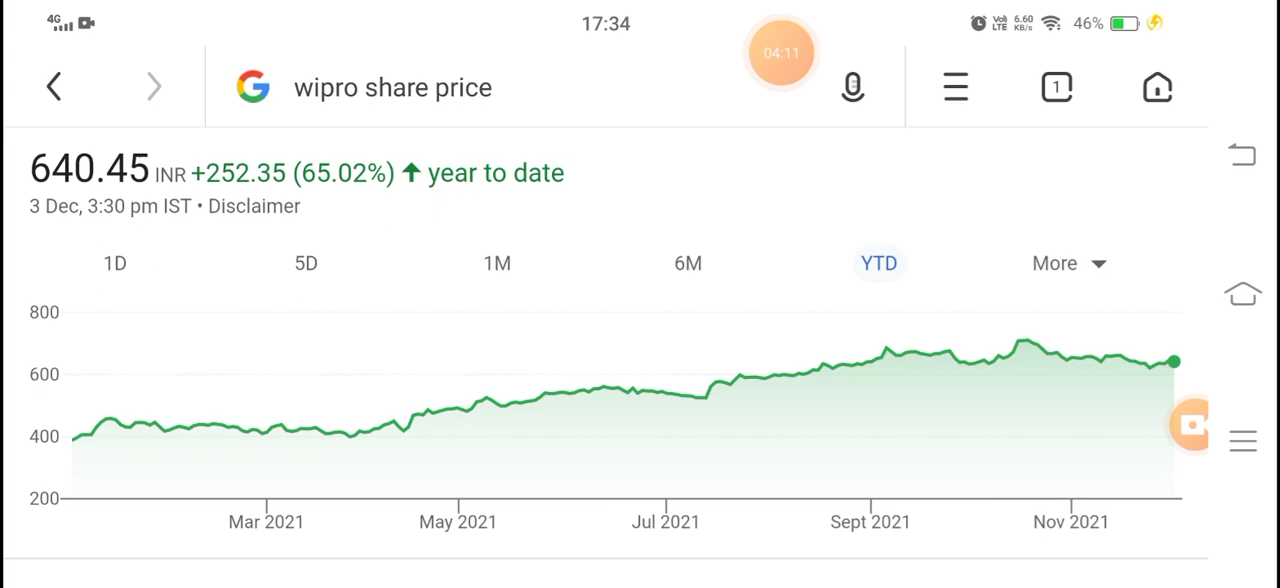 4G 17:34 04:11 Vo) LTE 6.60 KB/s 46%
wipro share price 1
640.45 INR +252.35 (65.02%) ↑ year to date
3 Dec, 3:30 pm IST • Disclaimer
1D 5D 1M 6M YTD More
800
600
400
200
Mar 2021 May 2021 Jul 2021 Sept 2021 Nov 2021